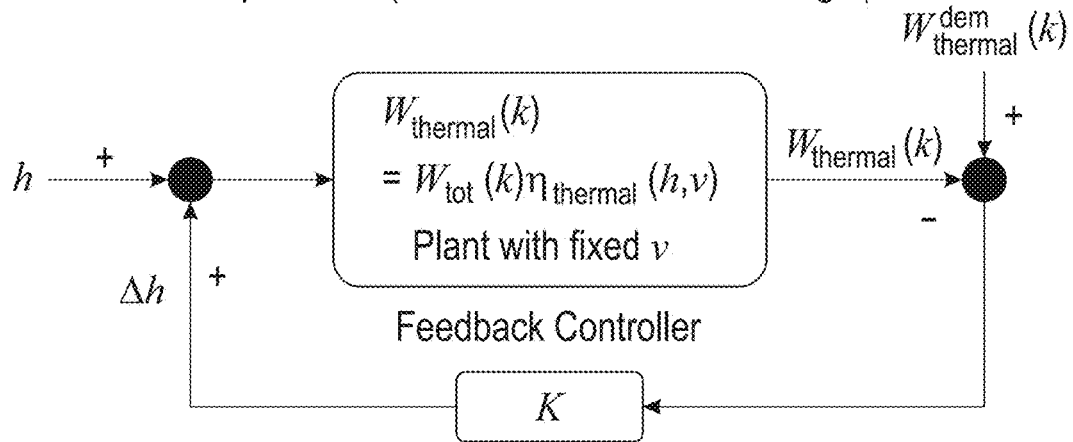 W_thermal^dem(k)
W_thermal(k)
= W_tot(k)η_thermal(h,v)
Plant with fixed v
h
+
W_thermal(k)
+
−
Δh
+
Feedback Controller
K